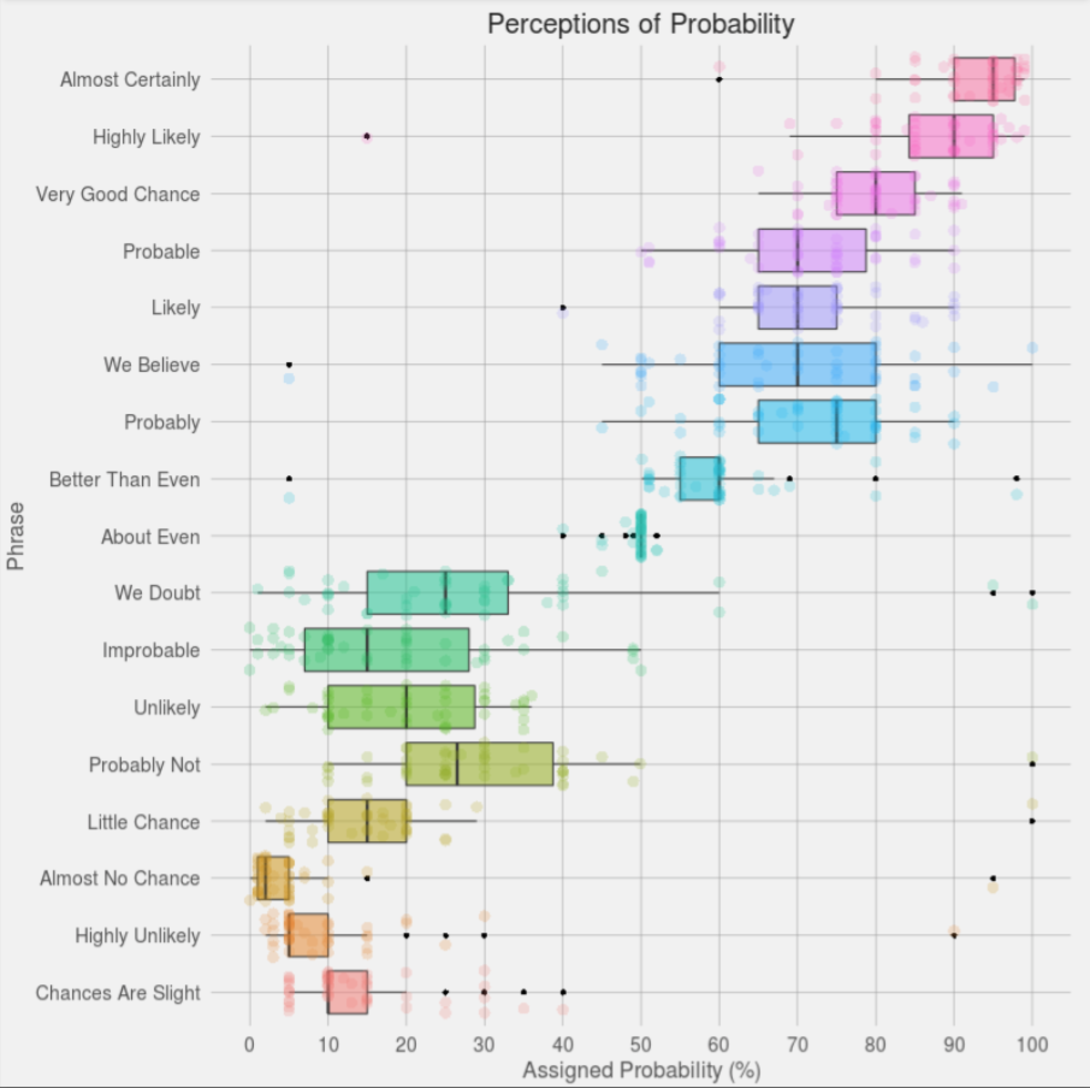 Perceptions of Probability
Almost Certainly
Highly Likely
Very Good Chance
Probable
Likely
We Believe
Probably
Better Than Even
About Even
We Doubt
Improbable
Unlikely
Probably Not
Little Chance
Almost No Chance
Highly Unlikely
Chances Are Slight
Phrase
0 10 20 30 40 50 60 70 80 90 100
Assigned Probability (%)